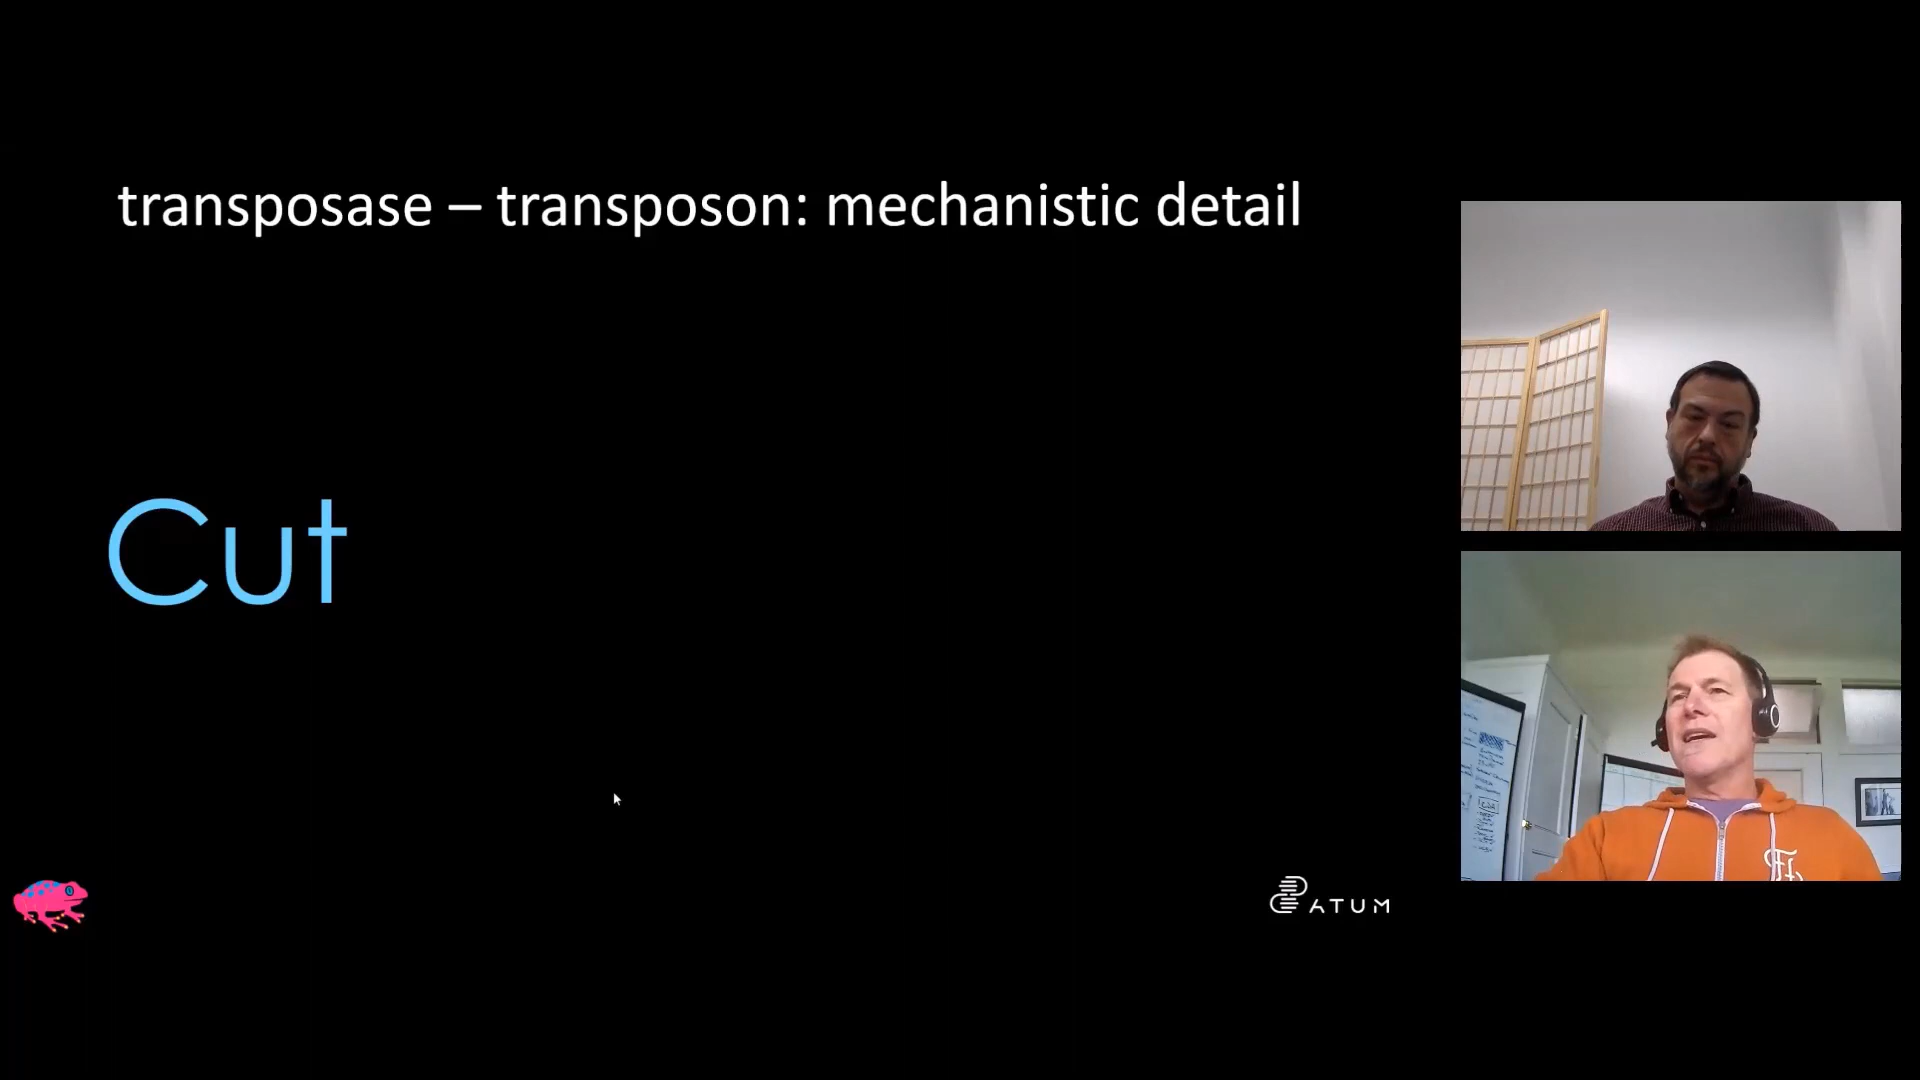 transposase – transposon: mechanistic detail
Cut
ATUM